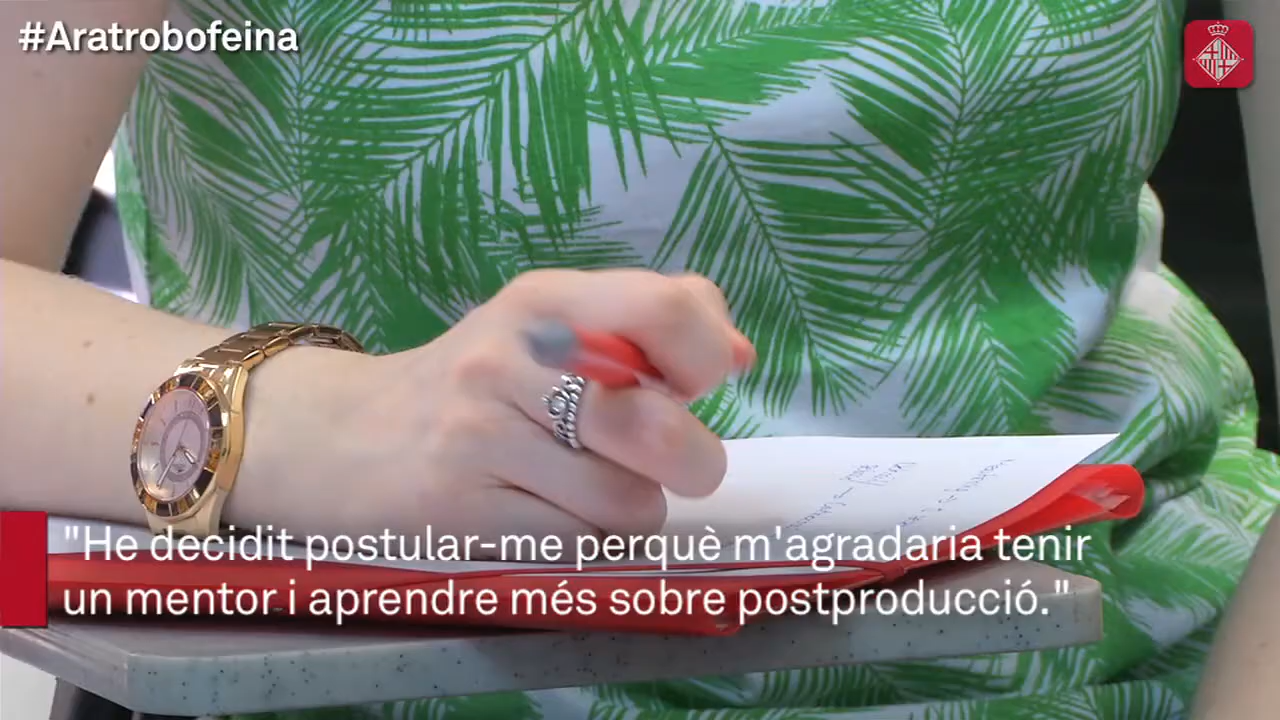 #Aratrobofeina
"He decidit postular-me perquè m'agradaria tenir
un mentor i aprendre més sobre postproducció."